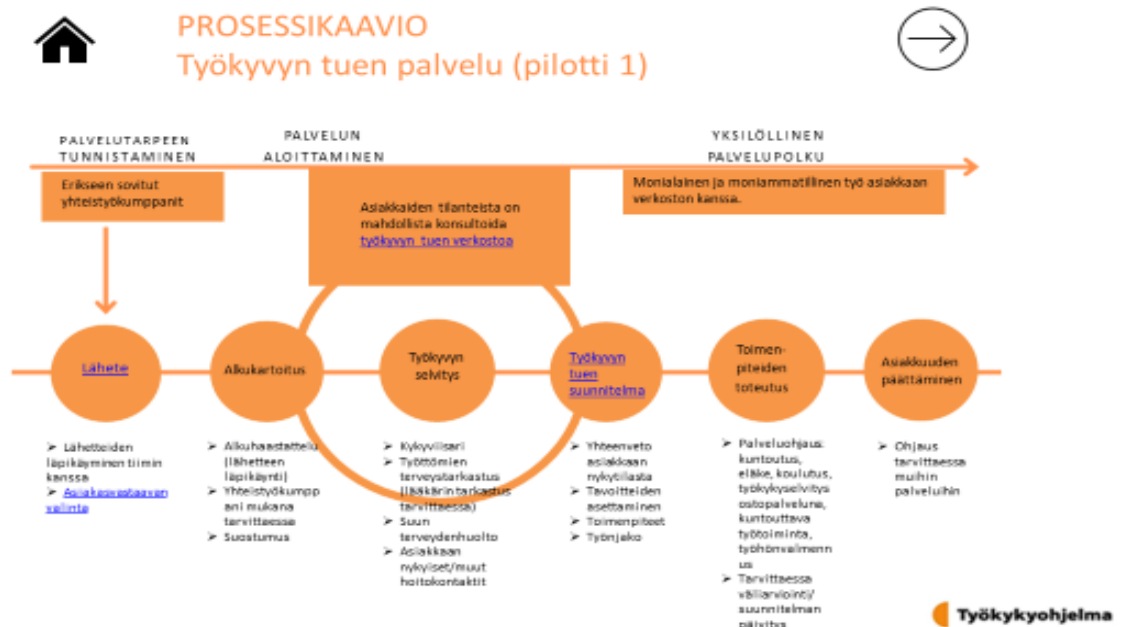 PROSESSIKAAVIO
Työkyvyn tuen palvelu (pilotti 1)
PALVELUTARPEEN
TUNNISTAMINEN
PALVELUN
ALOITTAMINEN
YKSILÖLLINEN
PALVELUPOLKU
Erikseen sovitut
yhteistyökumppanit
Asiakkaiden tilanteista on
mahdollista konsultoida
työkyvyn tuen verkostoa
Monialainen ja moniammatillinen työ asiakkaan
verkoston kanssa.
Lähete
Alkukartoitus
Työkyvyn
selvitys
Työkyvyn
tuen
suunnitelma
Toimen-
piteiden
toteutus
Asiakkuuden
päättäminen
➢ Lähetteiden
läpikäyminen tiimin
kanssa
➢ Asiakasvastaavan
valinta
➢ Alkuhaastattelu
(lähetteen
läpikäynti)
➢ Yhteistyökumpp
ani mukana
tarvittaessa
➢ Suostumus
➢ Kykyviisari
➢ Työttömien
terveystarkastus
(lääkärin tarkastus
tarvittaessa)
➢ Suun
terveydenhuolto
➢ Asiakkaan
nykyiset/muut
hoitokontaktit
➢ Yhteenveto
asiakkaan
nykytilasta
➢ Tavoitteiden
asettaminen
➢ Toimenpiteet
➢ Työnjako
➢ Palveluohjaus:
kuntoutus,
eläke, koulutus,
työkykyselvitys
ostopalveluna,
kuntouttava
työtoiminta,
työhönvalmenn
us
➢ Tarvittaessa
väliarviointi/
suunnitelman
päivitys
➢ Ohjaus
tarvittaessa
muihin
palveluihin
Työkykyohjelma